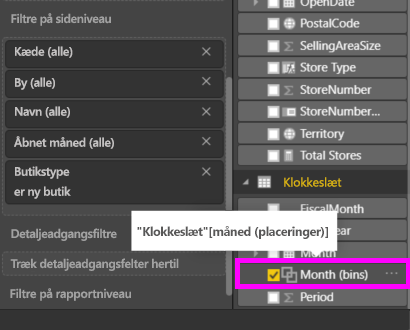 Filtre på sideniveau
Kæde (alle)
By (alle)
Navn (alle)
Åbnet måned (alle)
Butikstype
er ny butik
Detaljeadgangsfiltre
Træk detaljeadgangsfelter hertil
Filtre på rapportniveau
OpenDate
PostalCode
SellingAreaSize
Store Type
StoreNumber
StoreNumber...
Territory
Total Stores
Klokkeslæt
FiscalMonth
"Klokkeslæt"[måned (placeringer)]
Month
Month (bins)
Period